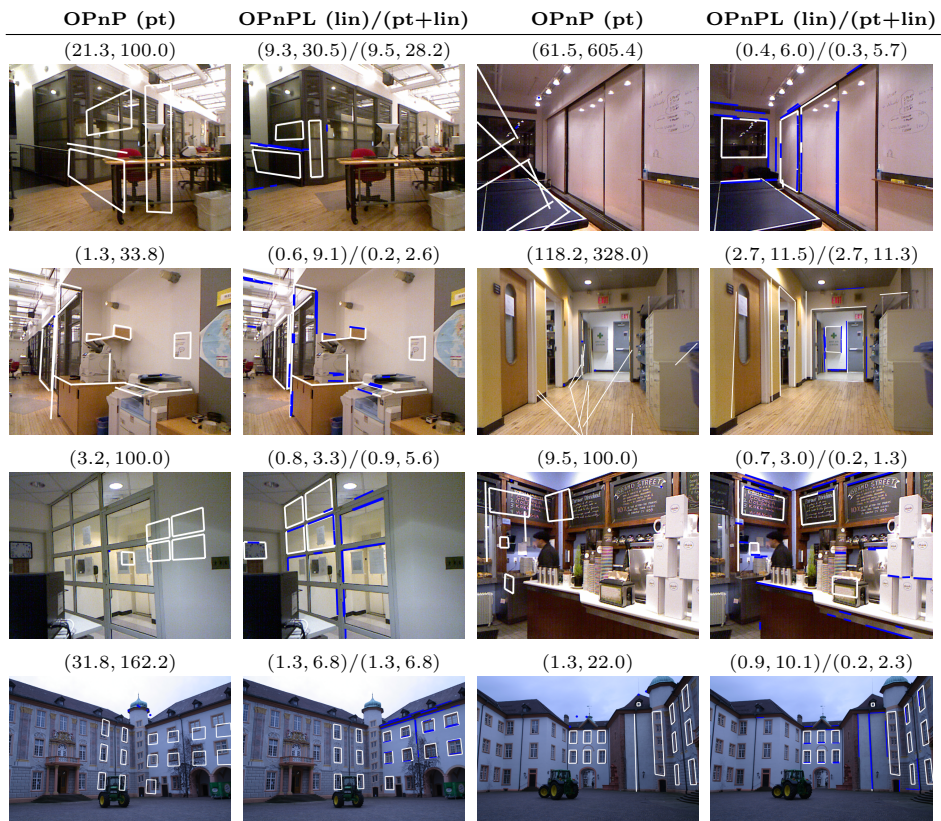 OPnP (pt) OPnPL (lin)/(pt+lin) OPnP (pt) OPnPL (lin)/(pt+lin)
(21.3, 100.0) (9.3, 30.5)/(9.5, 28.2) (61.5, 605.4) (0.4, 6.0)/(0.3, 5.7)
(1.3, 33.8) (0.6, 9.1)/(0.2, 2.6) (118.2, 328.0) (2.7, 11.5)/(2.7, 11.3)
(3.2, 100.0) (0.8, 3.3)/(0.9, 5.6) (9.5, 100.0) (0.7, 3.0)/(0.2, 1.3)
(31.8, 162.2) (1.3, 6.8)/(1.3, 6.8) (1.3, 22.0) (0.9, 10.1)/(0.2, 2.3)